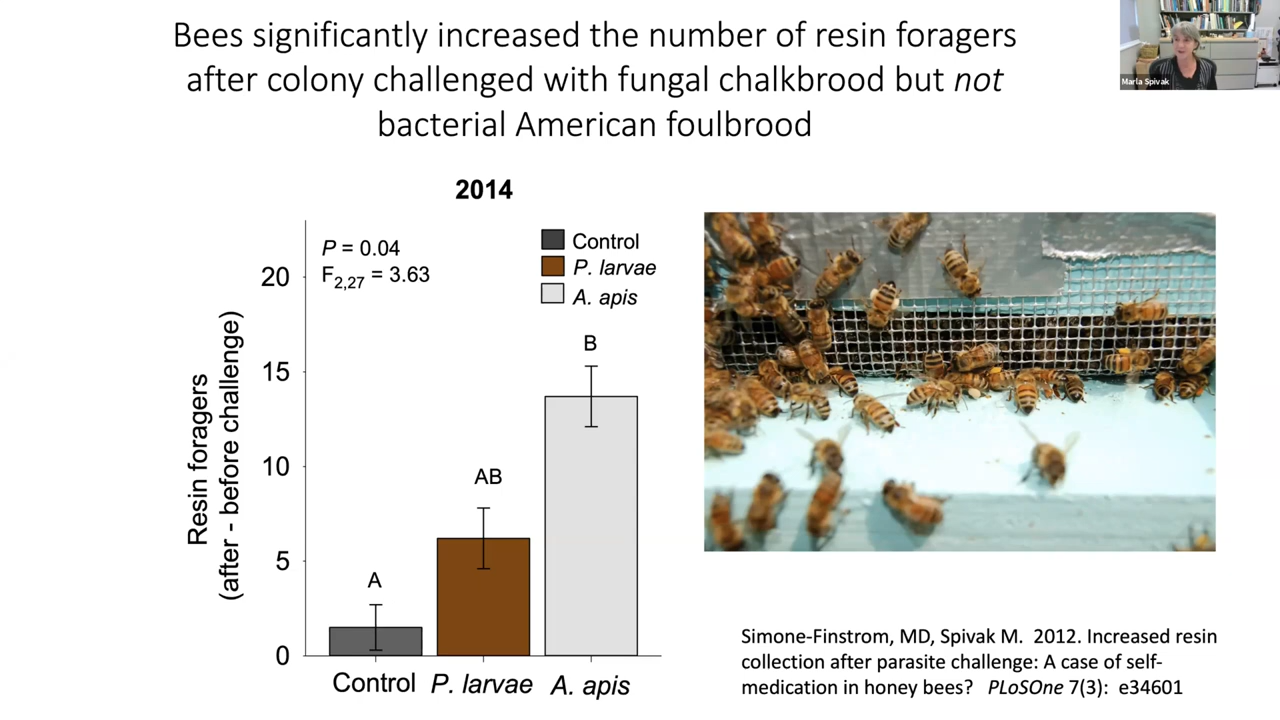 Bees significantly increased the number of resin foragers
after colony challenged with fungal chalkbrood but not
bacterial American foulbrood
Marla Spivak
2014
P = 0.04
F2,27 = 3.63
Control
P. larvae
A. apis
Resin foragers
(after - before challenge)
20
15
10
5
0
A
AB
B
Control P. larvae A. apis
Simone-Finstrom, MD, Spivak M. 2012. Increased resin
collection after parasite challenge: A case of self-
medication in honey bees? PLoSOne 7(3): e34601